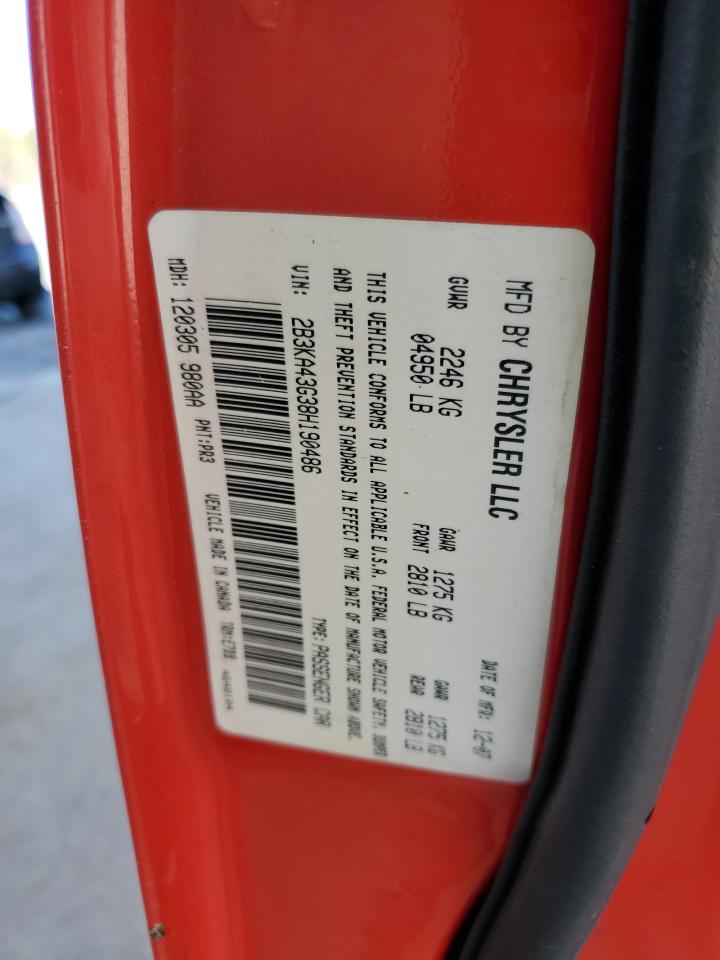 MFD BY CHRYSLER LLC DATE OF MFR: 12-07
GVWR 2246 KG GAWR 1275 KG GAWR 1275 KG
04950 LB FRONT 2810 LB REAR 2810 LB
THIS VEHICLE CONFORMS TO ALL APPLICABLE U.S.A. FEDERAL MOTOR VEHICLE SAFETY, BUMPER
AND THEFT PREVENTION STANDARDS IN EFFECT ON THE DATE OF MANUFACTURE SHOWN ABOVE.
VIN: 2B3KA43G38H190486 TYPE: PASSENGER CAR
MDH: 120305 980AA PNT:PR3 VEHICLE MADE IN CANADA TRM:E7D8